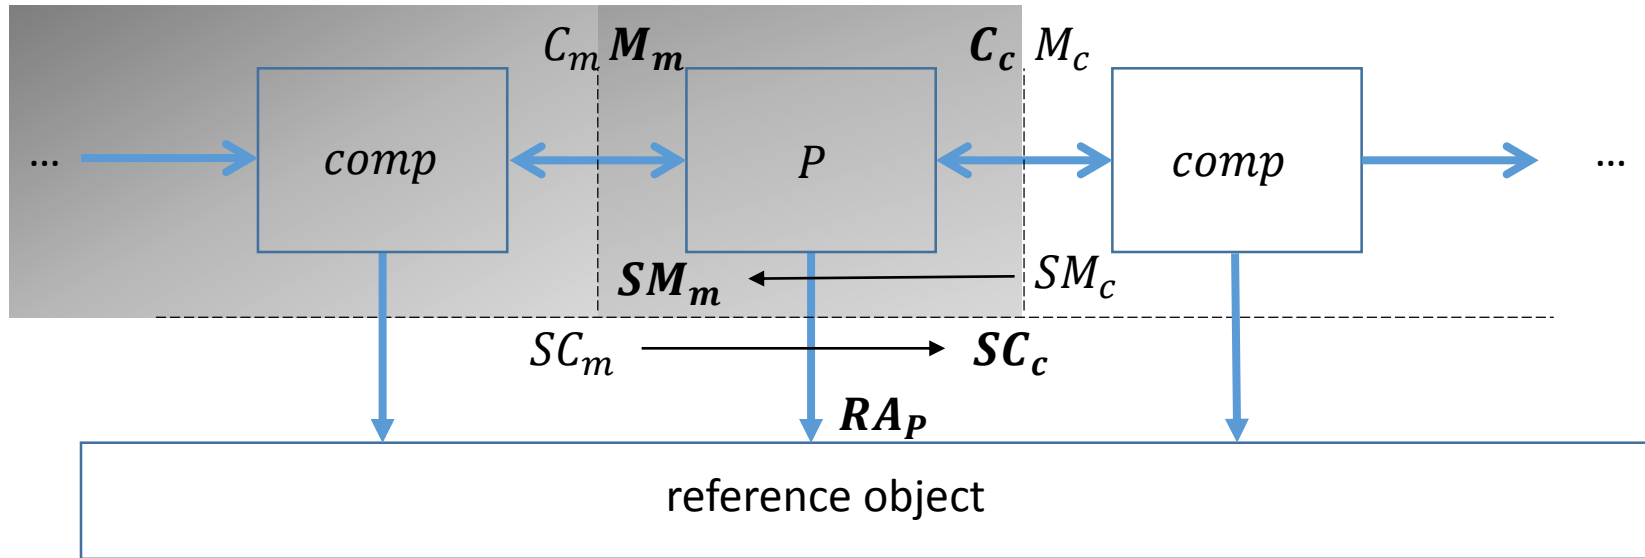 C_m M_m C_c M_c
... comp P comp ...
SM_m SM_c
SC_m SC_c
RA_P
reference object